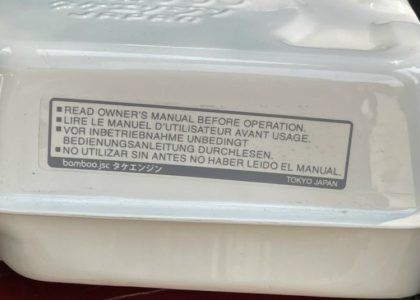 ■ READ OWNER'S MANUAL BEFORE OPERATION.
■ LIRE LE MANUEL D'UTILISATEUR AVANT USAGE.
■ VOR INBETRIEBNAHME UNBEDINGT
BEDIENUNGSANLEITUNG DURCHLESEN.
■ NO UTILIZAR SIN ANTES NO HABER LEIDO EL MANUAL.
bamboo.jsc タケエンジン TOKYO JAPAN